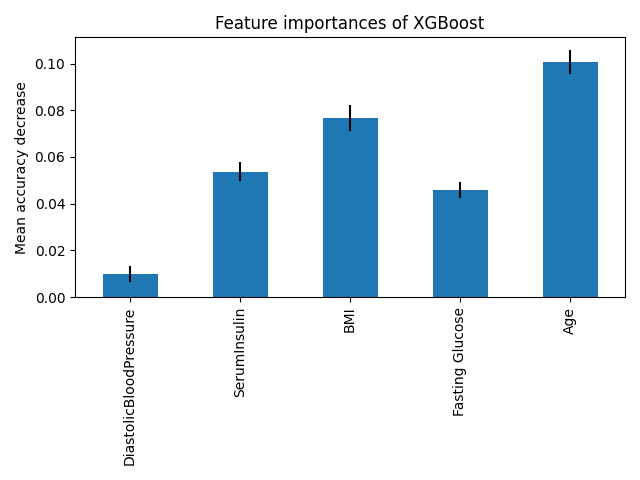 Feature importances of XGBoost
Mean accuracy decrease
0.10
0.08
0.06
0.04
0.02
0.00
DiastolicBloodPressure
SerumInsulin
BMI
Fasting Glucose
Age